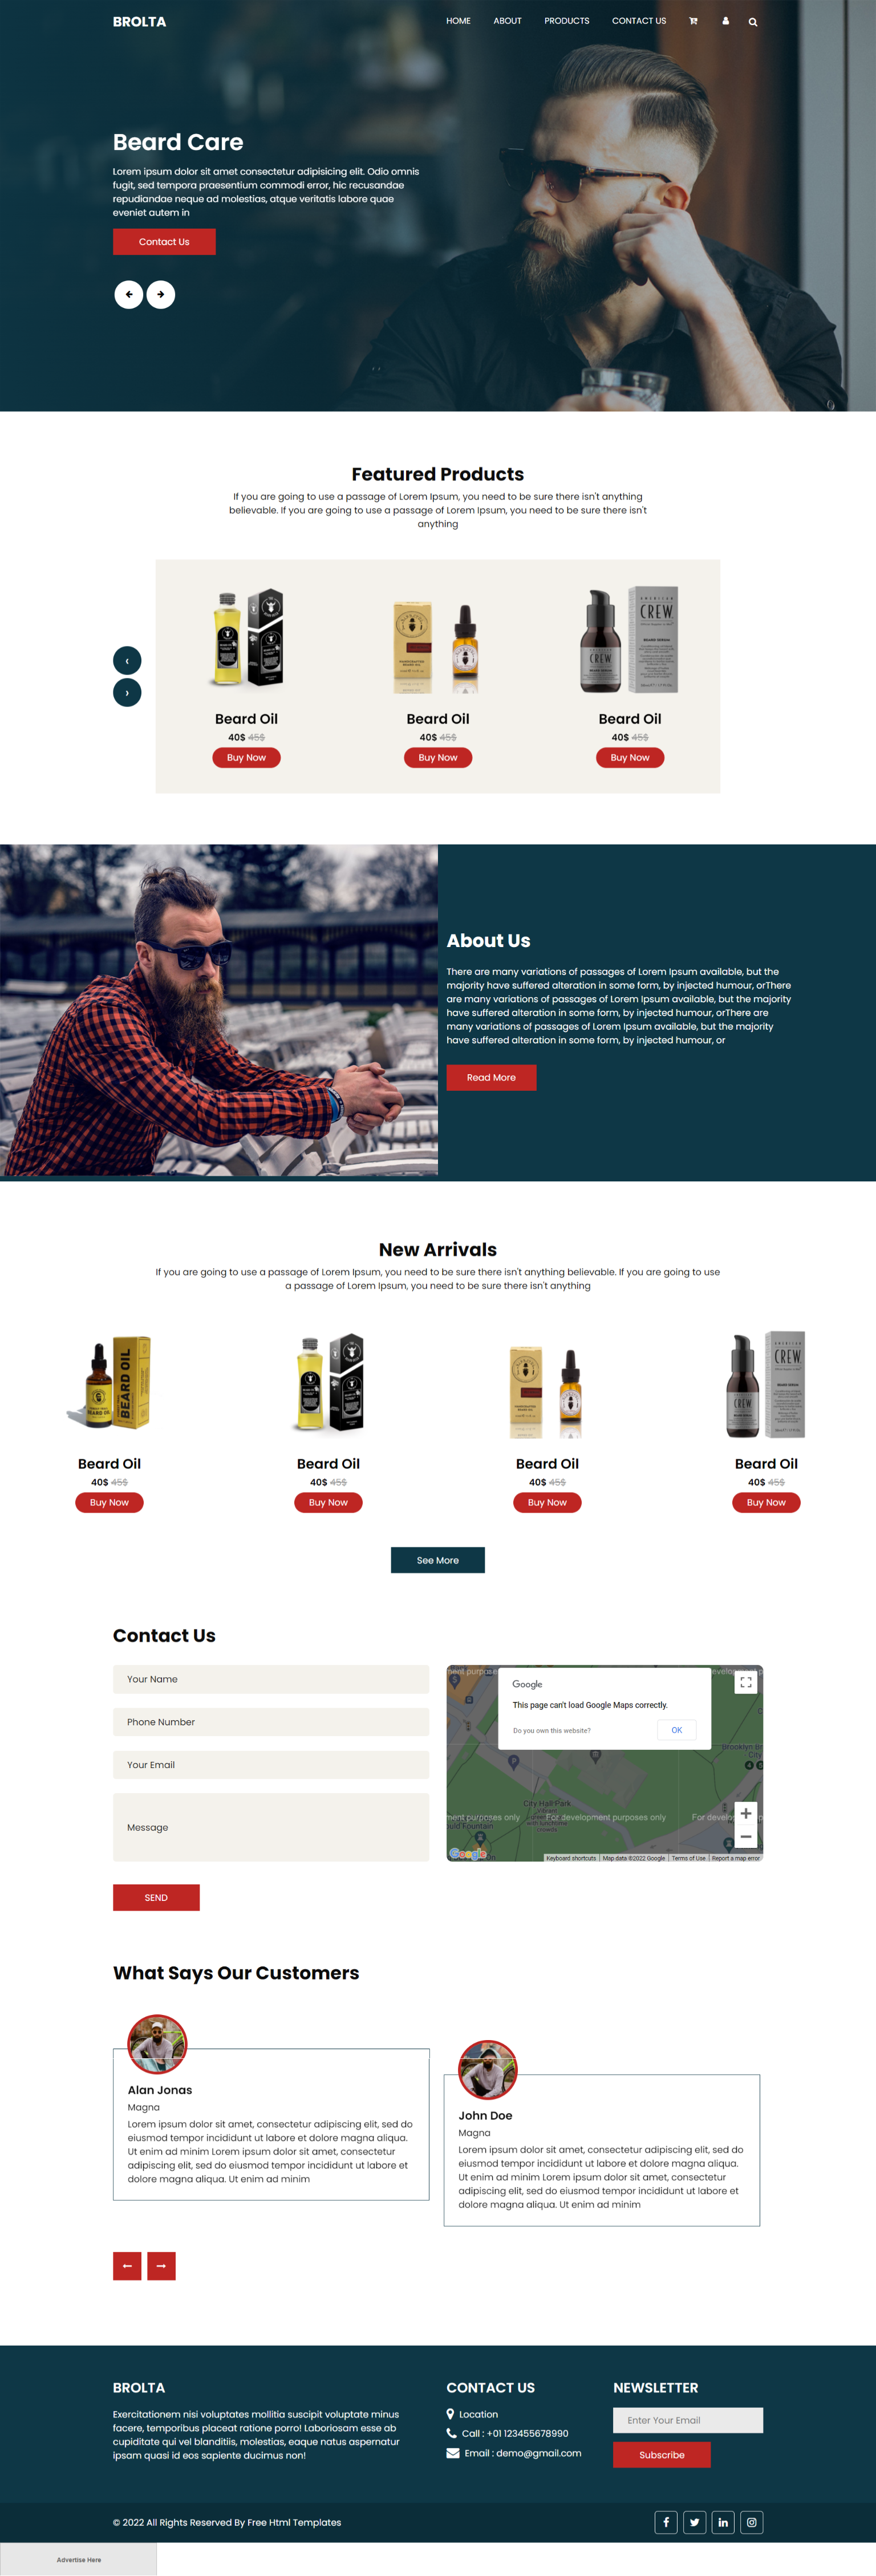 BROLTA
HOME ABOUT PRODUCTS CONTACT US
Beard Care
Lorem ipsum dolor sit amet consectetur adipisicing elit. Odio omnis
fugit, sed tempora praesentium commodi error, hic recusandae
repudiandae neque ad molestias, atque veritatis labore quae
eveniet autem in
Contact Us
Featured Products
If you are going to use a passage of Lorem Ipsum, you need to be sure there isn't anything
believable. If you are going to use a passage of Lorem Ipsum, you need to be sure there isn't
anything
AMERICAN
CREW
BEARD SERUM
CREW
Beard Oil
40$ 45$
Buy Now
Beard Oil
40$ 45$
Buy Now
Beard Oil
40$ 45$
Buy Now
About Us
There are many variations of passages of Lorem Ipsum available, but the
majority have suffered alteration in some form, by injected humour, orThere
are many variations of passages of Lorem Ipsum available, but the majority
have suffered alteration in some form, by injected humour, orThere are
many variations of passages of Lorem Ipsum available, but the majority
have suffered alteration in some form, by injected humour, or
Read More
New Arrivals
If you are going to use a passage of Lorem Ipsum, you need to be sure there isn't anything believable. If you are going to use
a passage of Lorem Ipsum, you need to be sure there isn't anything
BEARD OIL
BEARD OIL
AMERICAN
CREW
BEARD SERUM
CREW
Beard Oil
40$ 45$
Buy Now
Beard Oil
40$ 45$
Buy Now
Beard Oil
40$ 45$
Buy Now
Beard Oil
40$ 45$
Buy Now
See More
Contact Us
Your Name
Phone Number
Your Email
Message
SEND
Google
This page can't load Google Maps correctly.
Do you own this website?
OK
City Hall Park
For development purposes only
Google
Keyboard shortcuts
Map data ©2022 Google
Terms of Use
Report a map error
What Says Our Customers
Alan Jonas
Magna
Lorem ipsum dolor sit amet, consectetur adipiscing elit, sed do
eiusmod tempor incididunt ut labore et dolore magna aliqua.
Ut enim ad minim Lorem ipsum dolor sit amet, consectetur
adipiscing elit, sed do eiusmod tempor incididunt ut labore et
dolore magna aliqua. Ut enim ad minim
John Doe
Magna
Lorem ipsum dolor sit amet, consectetur adipiscing elit, sed do
eiusmod tempor incididunt ut labore et dolore magna aliqua.
Ut enim ad minim Lorem ipsum dolor sit amet, consectetur
adipiscing elit, sed do eiusmod tempor incididunt ut labore et
dolore magna aliqua. Ut enim ad minim
BROLTA
Exercitationem nisi voluptates mollitia suscipit voluptate minus
facere, temporibus placeat ratione porro! Laboriosam esse ab
cupiditate qui vel blanditiis, molestias, eaque natus aspernatur
ipsam quasi id eos sapiente ducimus non!
CONTACT US
Location
Call : +01 123455678990
Email : demo@gmail.com
NEWSLETTER
Enter Your Email
Subscribe
© 2022 All Rights Reserved By Free Html Templates
Advertise Here